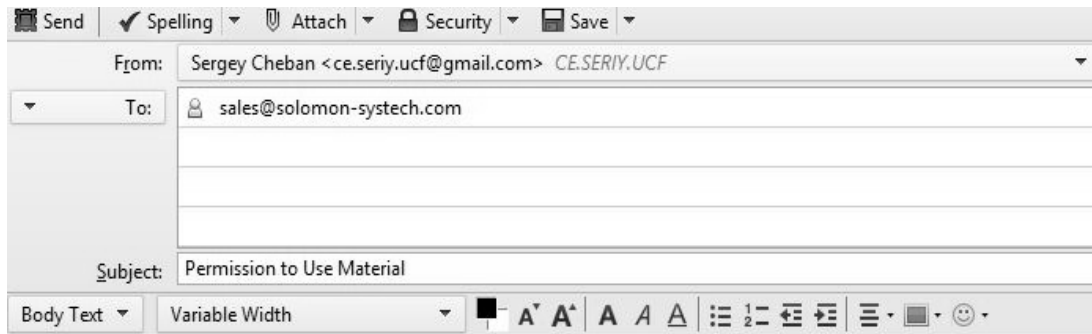 Send Spelling Attach Security Save
From: Sergey Cheban <ce.seriy.ucf@gmail.com> CE.SERIY.UCF
To: sales@solomon-systech.com
Subject: Permission to Use Material
Body Text Variable Width A A A A A